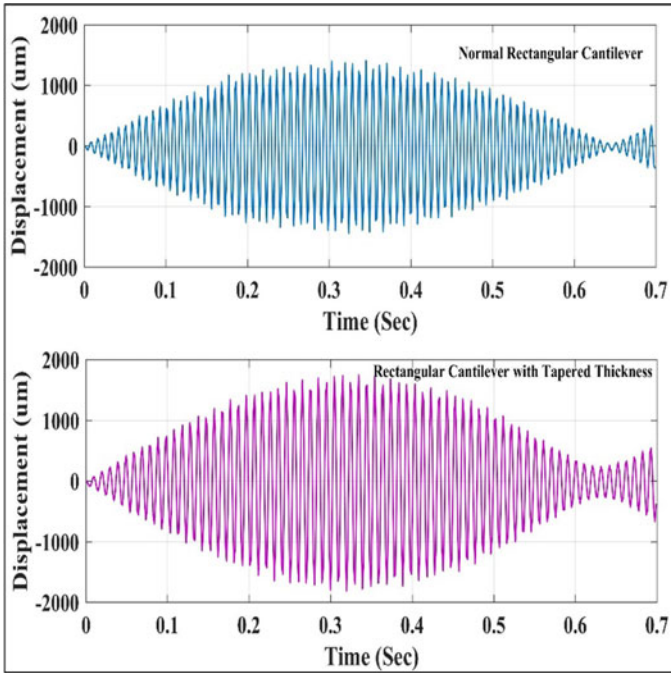 2000
Normal Rectangular Cantilever
1000
0
-1000
-2000
Displacement (um)
0 0.1 0.2 0.3 0.4 0.5 0.6 0.7
Time (Sec)
2000
Rectangular Cantilever with Tapered Thickness
1000
0
-1000
-2000
Displacement (um)
0 0.1 0.2 0.3 0.4 0.5 0.6 0.7
Time (Sec)